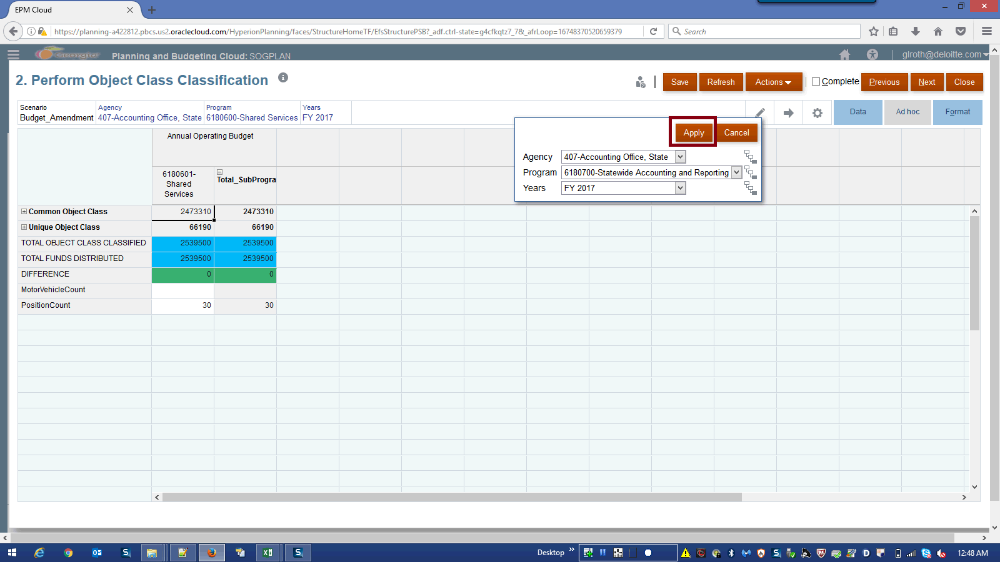 EPM Cloud
https://planning-a422812.pbcs.us2.oraclecloud.com/HyperionPlanning/faces/StructureHomeTF/EfsStructurePSB?_adf.ctrl-state=g4cfkqtz7_7&_afrLoop=16748370520659379
Search
Georgia Planning and Budgeting Cloud: SOGPLAN
glroth@deloitte.com
2. Perform Object Class Classification
Save Refresh Actions Complete Previous Next Close
Scenario Agency Program Years
Budget_Amendment 407-Accounting Office, State 6180600-Shared Services FY 2017
Data Ad hoc Format
Apply Cancel
Agency 407-Accounting Office, State
Program 6180700-Statewide Accounting and Reporting
Years FY 2017
Annual Operating Budget
6180601-
Shared
Services
Total_SubProgra
Common Object Class 2473310 2473310
Unique Object Class 66190 66190
TOTAL OBJECT CLASS CLASSIFIED 2539500 2539500
TOTAL FUNDS DISTRIBUTED 2539500 2539500
DIFFERENCE 0 0
MotorVehicleCount
PositionCount 30 30
Desktop
12:48 AM